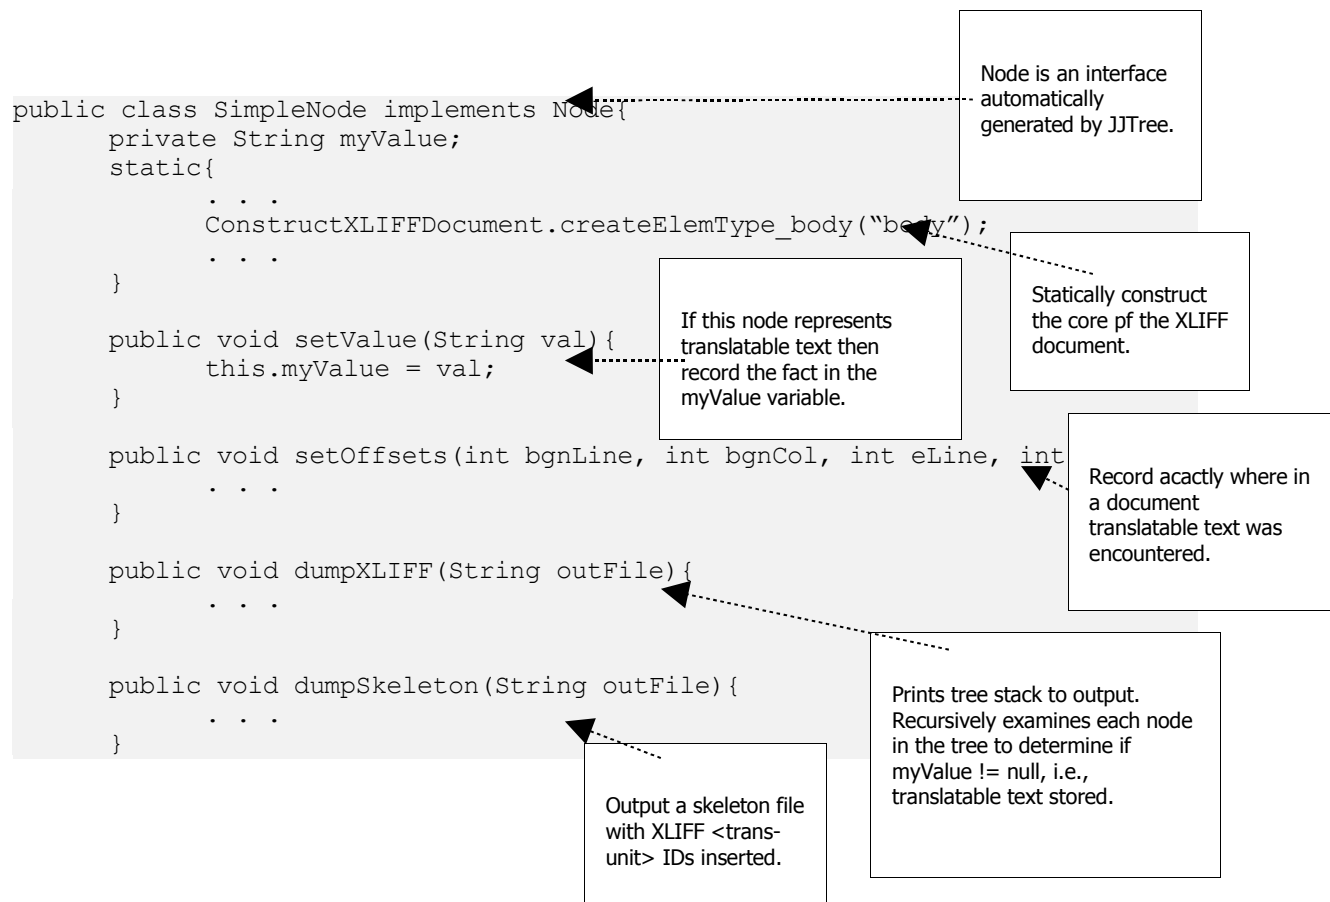 Node is an interface
automatically
generated by JJTree.
public class SimpleNode implements Node{
private String myValue;
static{
. . .
ConstructXLIFFDocument.createElemType_body(“body”);
. . .
}
Statically construct
the core pf the XLIFF
document.
public void setValue(String val){
this.myValue = val;
}
If this node represents
translatable text then
record the fact in the
myValue variable.
public void setOffsets(int bgnLine, int bgnCol, int eLine, int
. . .
}
Record acactly where in
a document
translatable text was
encountered.
public void dumpXLIFF(String outFile){
. . .
}
Prints tree stack to output.
Recursively examines each node
in the tree to determine if
myValue != null, i.e.,
translatable text stored.
public void dumpSkeleton(String outFile){
. . .
}
Output a skeleton file
with XLIFF <trans-
unit> IDs inserted.